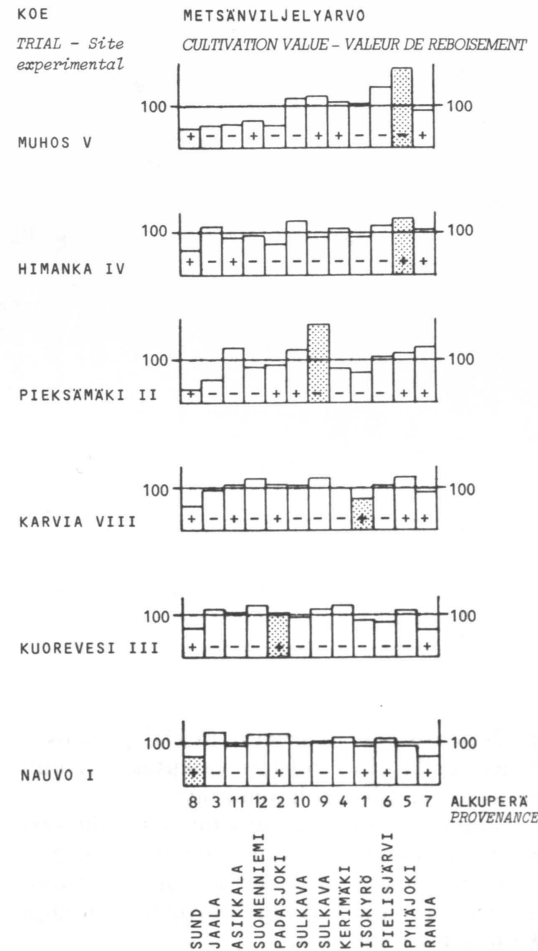 KOE METSÄNVILJELYARVO
TRIAL – Site CULTIVATION VALUE – VALEUR DE REBOISEMENT
experimental
100 100
+ – – + – – + + – – – +
MUHOS V
100 100
+ – + – – – – – – – + +
HIMANKA IV
100 100
+ – – – + + – – – – + +
PIEKSÄMÄKI II
100 100
+ – + – + – – – + – + +
KARVIA VIII
100 100
+ – – – + – – – – – – +
KUOREVESI III
100 100
+ – – – + – – – + + – –
NAUVO I
8 3 11 12 2 10 9 4 1 6 5 7 ALKUPERÄ
PROVENANCE
SUND
JAALA
ASIKKALA
SUOMENNIEMI
PADASJOKI
SULKAVA
SULKAVA
KERIMÄKI
ISOKYRÖ
PIELISJÄRVI
PYHÄJOKI
RANUA